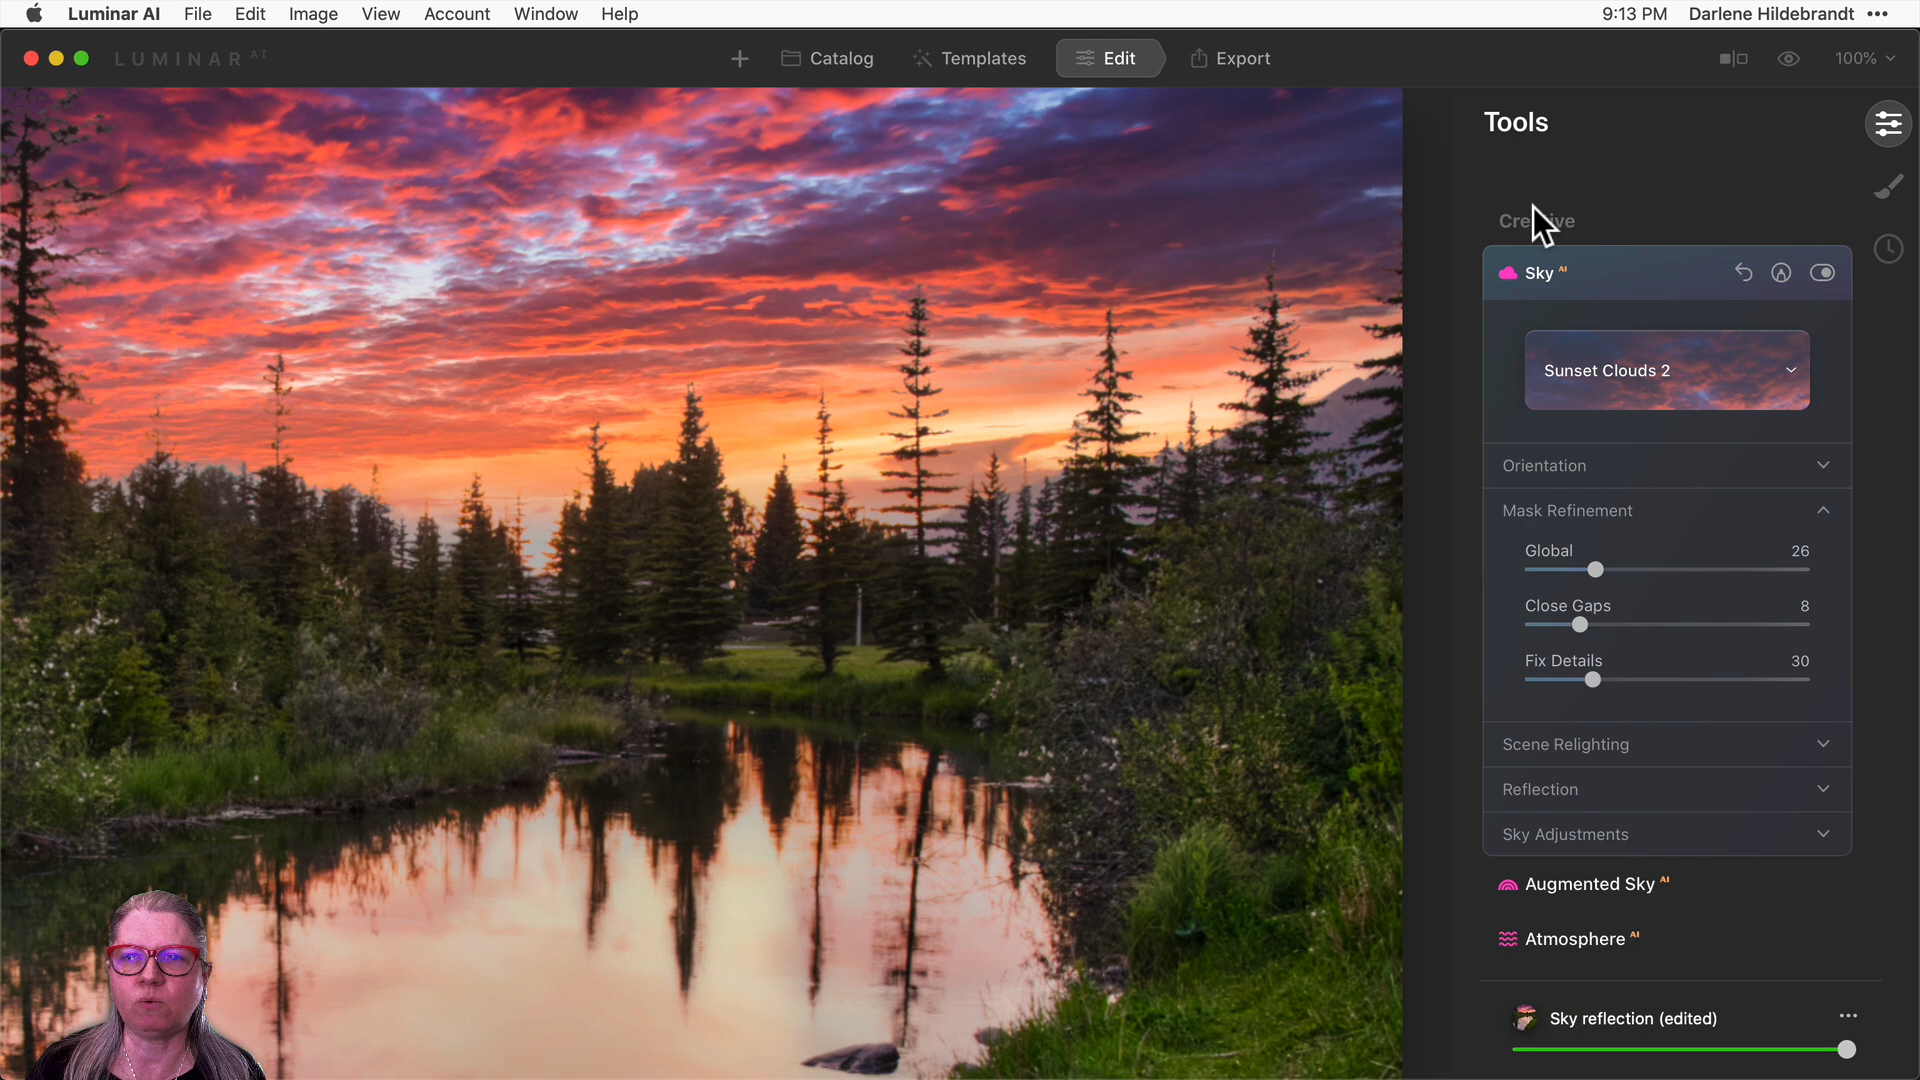 Luminar AI File Edit Image View Account Window Help 9:13 PM Darlene Hildebrandt
LUMINAR AI Catalog Templates Edit Export 100%
Tools
Sky AI
Sunset Clouds 2
Orientation
Mask Refinement
Global 26
Close Gaps 8
Fix Details 30
Scene Relighting
Reflection
Sky Adjustments
Augmented Sky AI
Atmosphere AI
Sky reflection (edited)